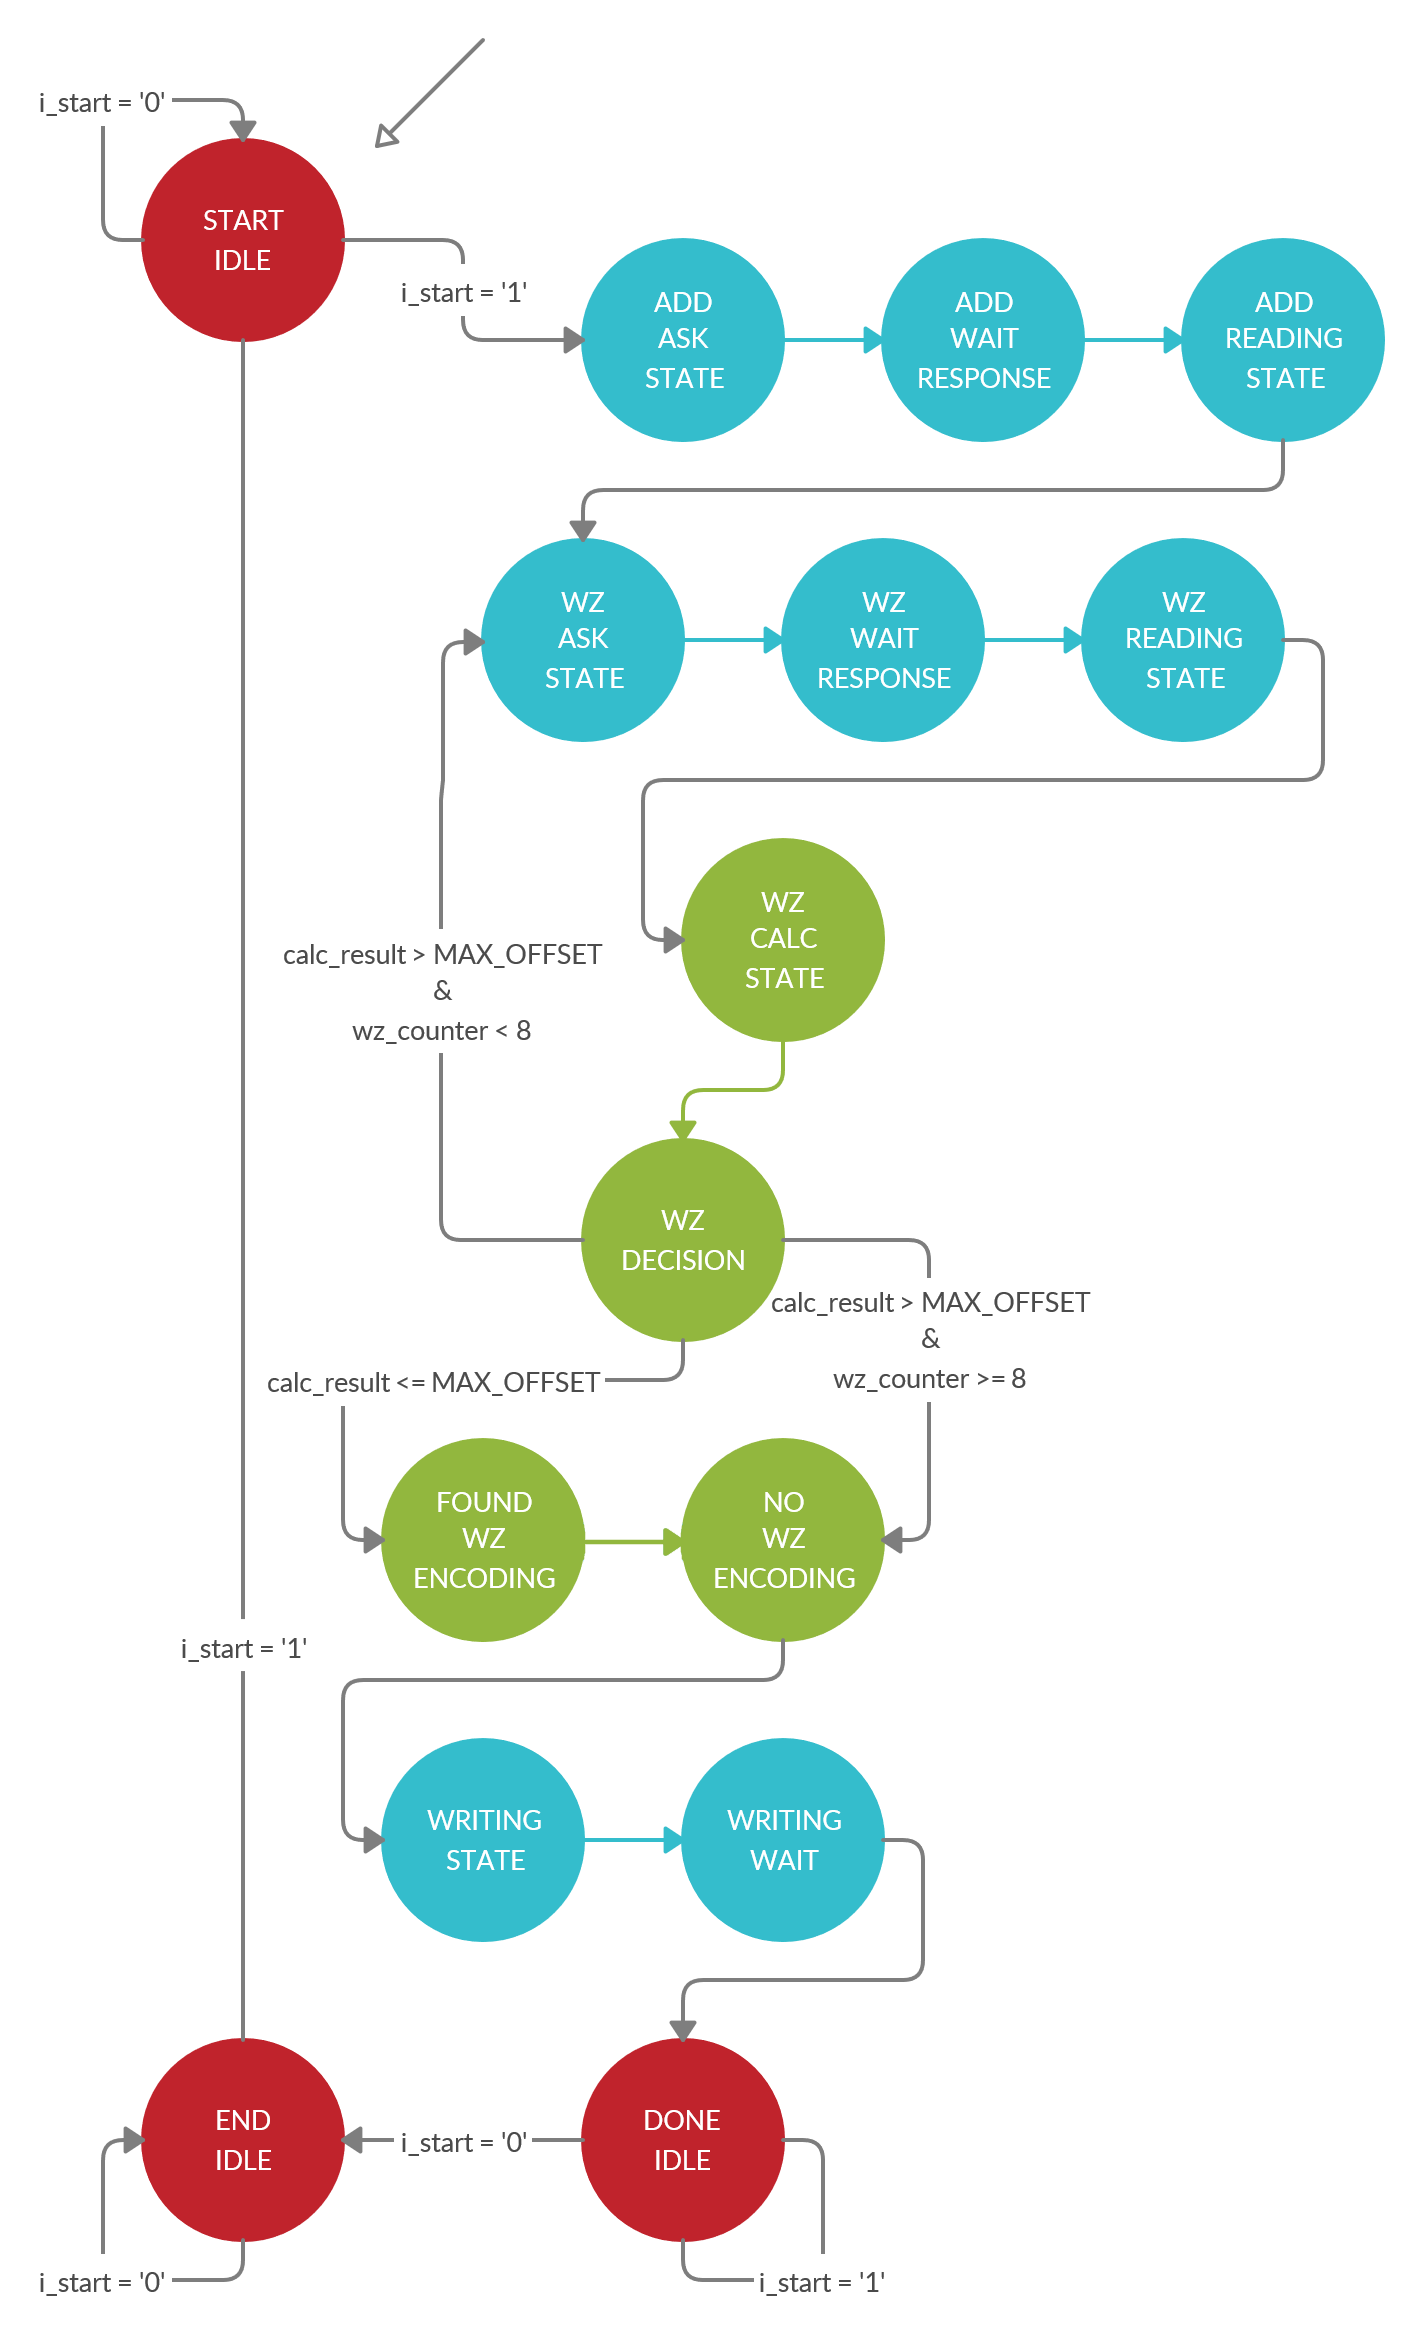 i_start = '0'
START
IDLE
i_start = '1'
ADD
ASK
STATE
ADD
WAIT
RESPONSE
ADD
READING
STATE
WZ
ASK
STATE
WZ
WAIT
RESPONSE
WZ
READING
STATE
WZ
CALC
STATE
calc_result > MAX_OFFSET
&
wz_counter < 8
WZ
DECISION
calc_result > MAX_OFFSET
&
wz_counter >= 8
calc_result <= MAX_OFFSET
FOUND
WZ
ENCODING
NO
WZ
ENCODING
i_start = '1'
WRITING
STATE
WRITING
WAIT
END
IDLE
i_start = '0'
DONE
IDLE
i_start = '0'
i_start = '1'